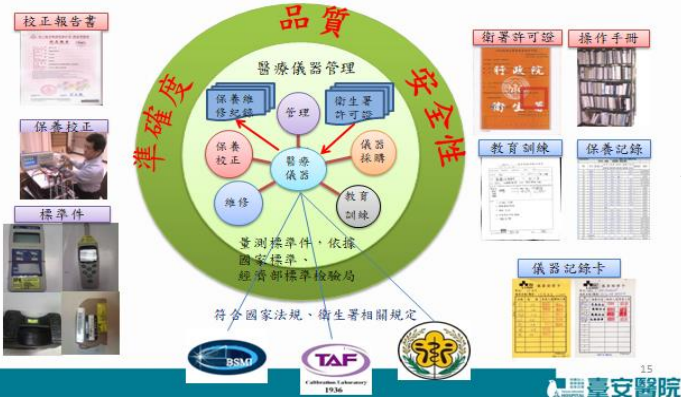 校正報告書
保養校正
標準件
品質
準確度
安全性
醫療儀器管理
保養維
修紀錄
管理
衛生署
許可證
保養
校正
醫療
儀器
儀器
採購
維修
教育
訓練
量測標準件，依據
國家標準、
經濟部標準檢驗局
符合國家法規、衛生署相關規定
BSMI
TAF
Calibration Laboratory
1936
衛署許可證
操作手冊
行政院
衛生署
教育訓練
保養記錄
儀器記錄卡
15
臺安醫院